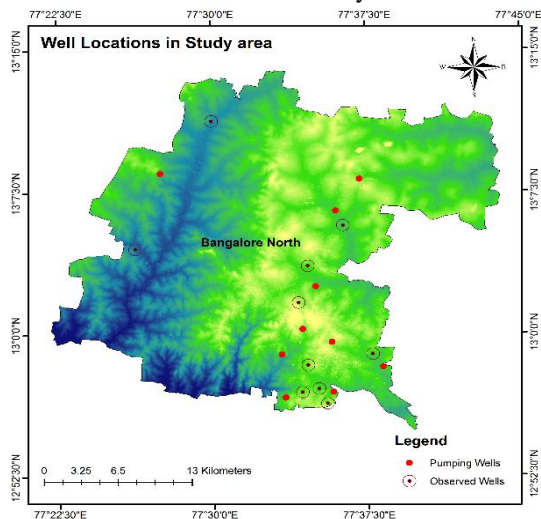 77°22'30"E 77°30'0"E 77°37'30"E 77°45'0"E
Well Locations in Study area
N
W
S
13°15'0"N
13°15'0"N
13°7'30"N
13°7'30"N
Bangalore North
13°0'0"N
13°0'0"N
Legend
Pumping Wells
Observed Wells
0 3.25 6.5 13 Kilometers
12°52'30"N
12°52'30"N
77°22'30"E 77°30'0"E 77°37'30"E